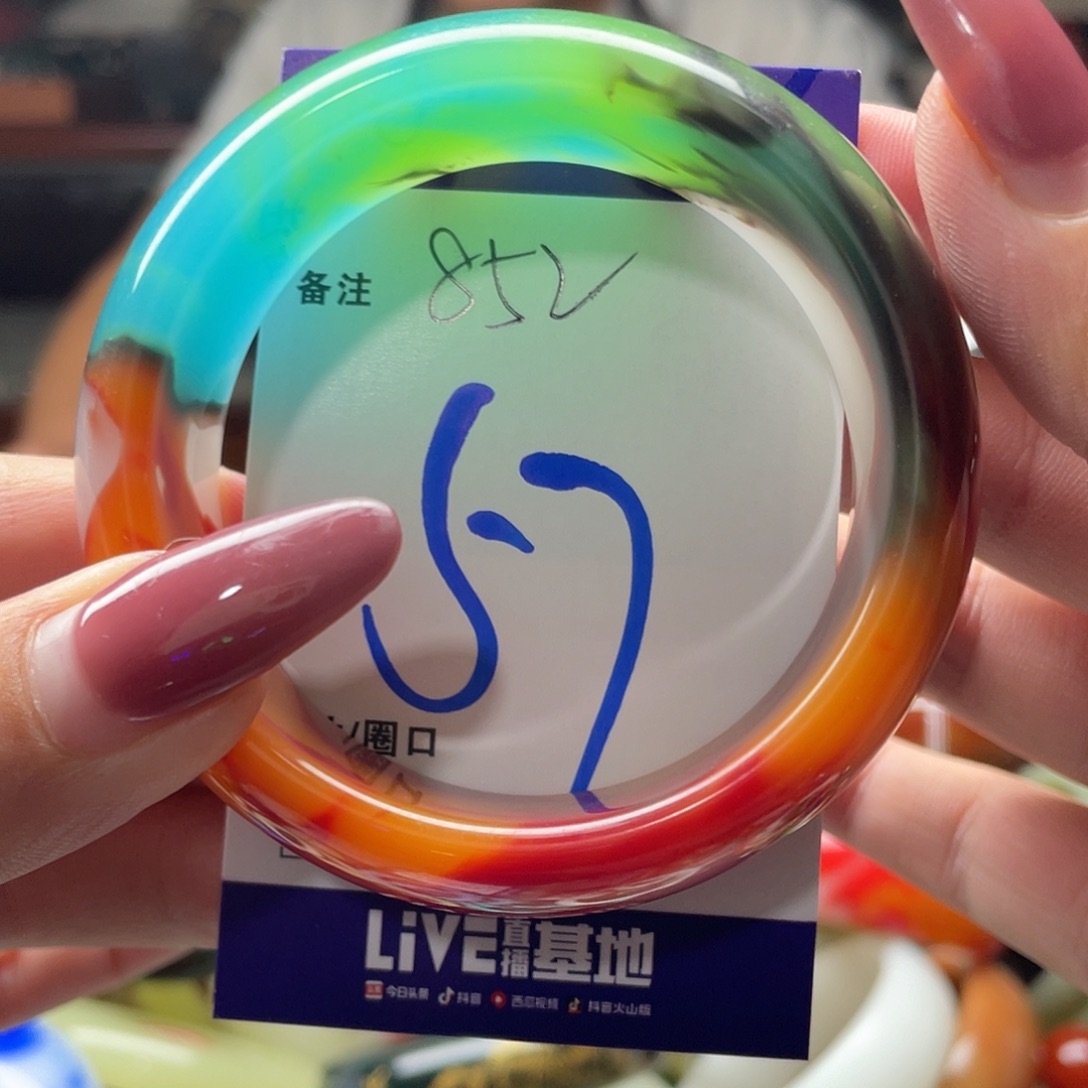 备注 852
57
/圈口
LiVE直播基地
今日头条 抖音 西瓜视频 抖音火山版